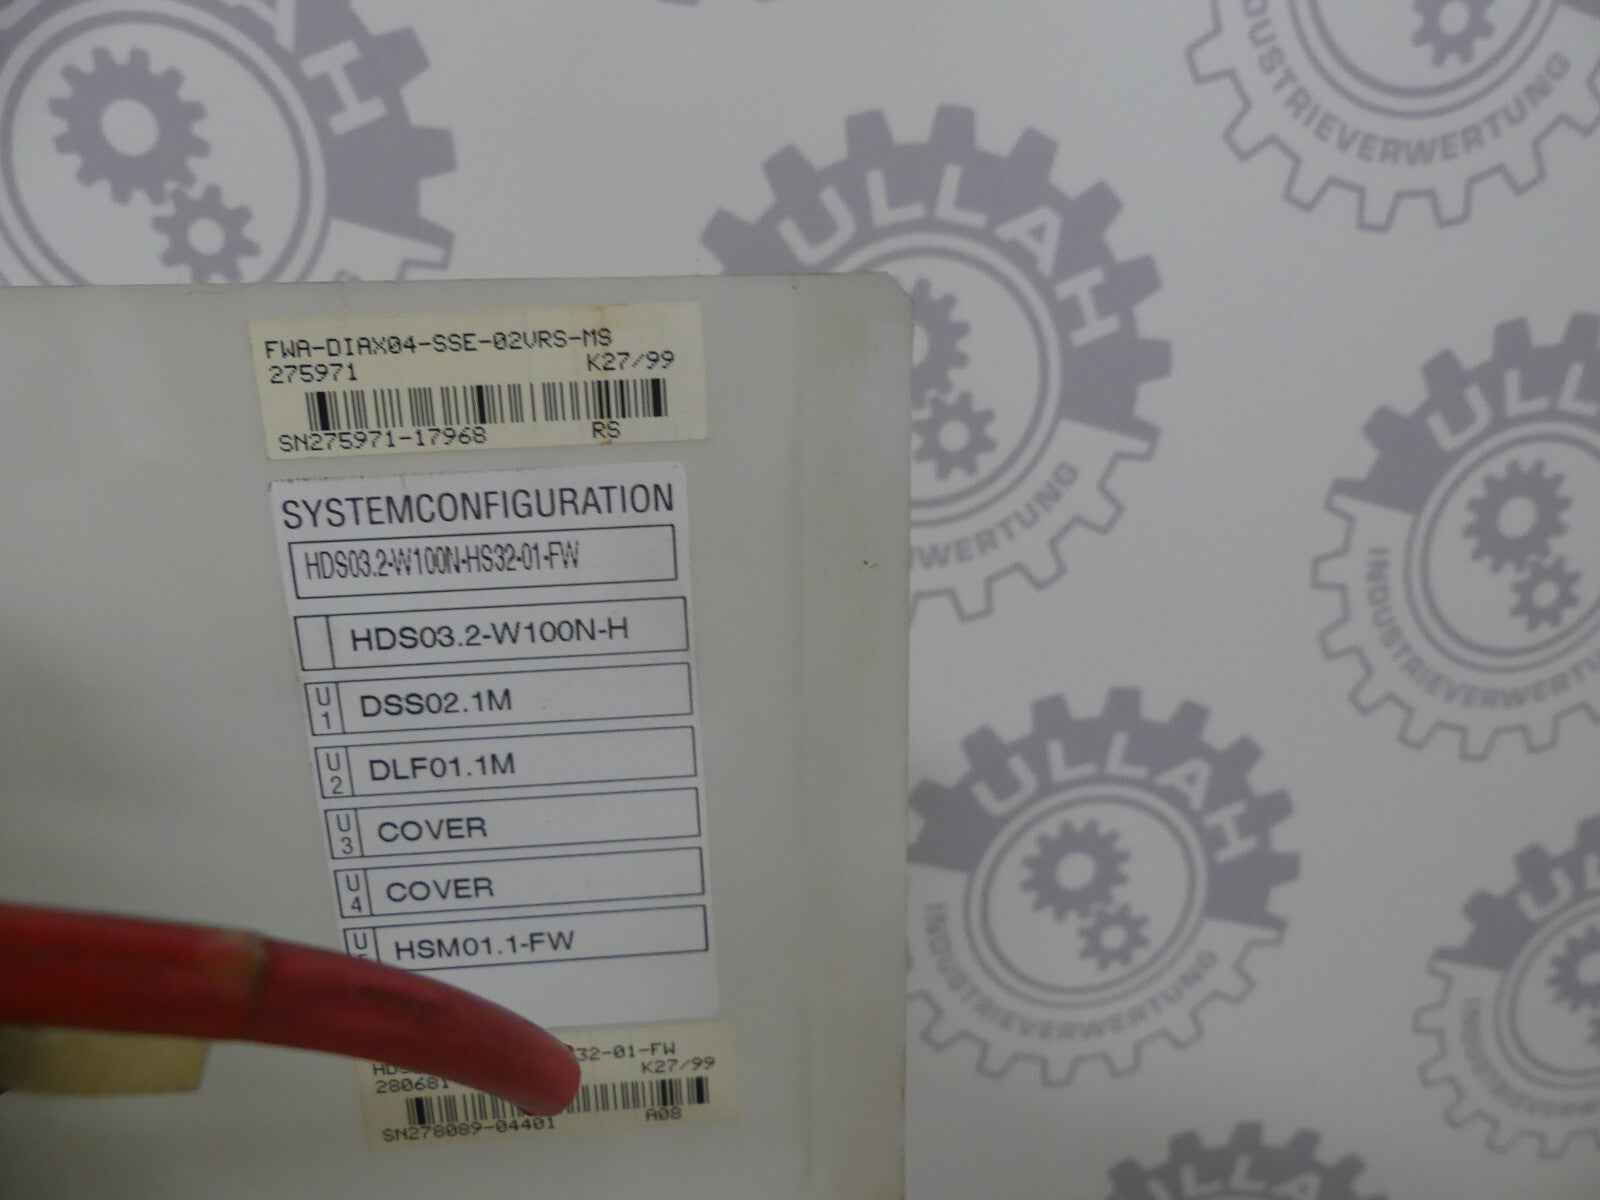 FWA-DIAX04-SSE-02VRS-MS
275971 K27/99
SN275971-17968 RS
SYSTEMCONFIGURATION
HDS03.2-W100N-HS32-01-FW
HDS03.2-W100N-H
U1 DSS02.1M
U2 DLF01.1M
U3 COVER
U4 COVER
U HSM01.1-FW
32-01-FW
280681 K27/99
SN278089-04401 A08
ULLAH
INDUSTRIEVERWERTUNG
ULLAH
INDUSTRIEVERWERTUNG